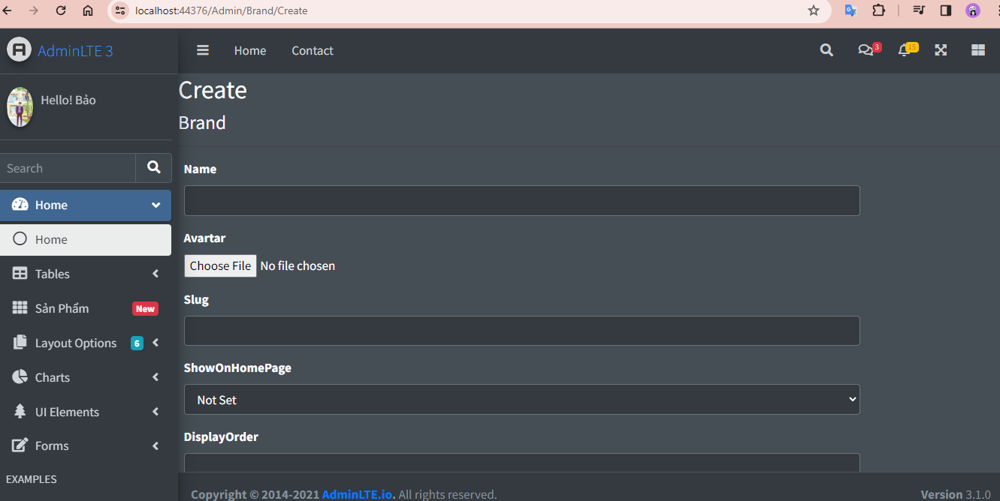 localhost:44376/Admin/Brand/Create
AdminLTE 3
Home
Contact
3
15
Hello! Bảo
Create
Brand
Search
Name
Home
Home
Avartar
Choose File No file chosen
Tables
Slug
Sản Phẩm New
Layout Options 6
ShowOnHomePage
Charts
Not Set
UI Elements
DisplayOrder
Forms
EXAMPLES
Copyright © 2014-2021 AdminLTE.io. All rights reserved.
Version 3.1.0